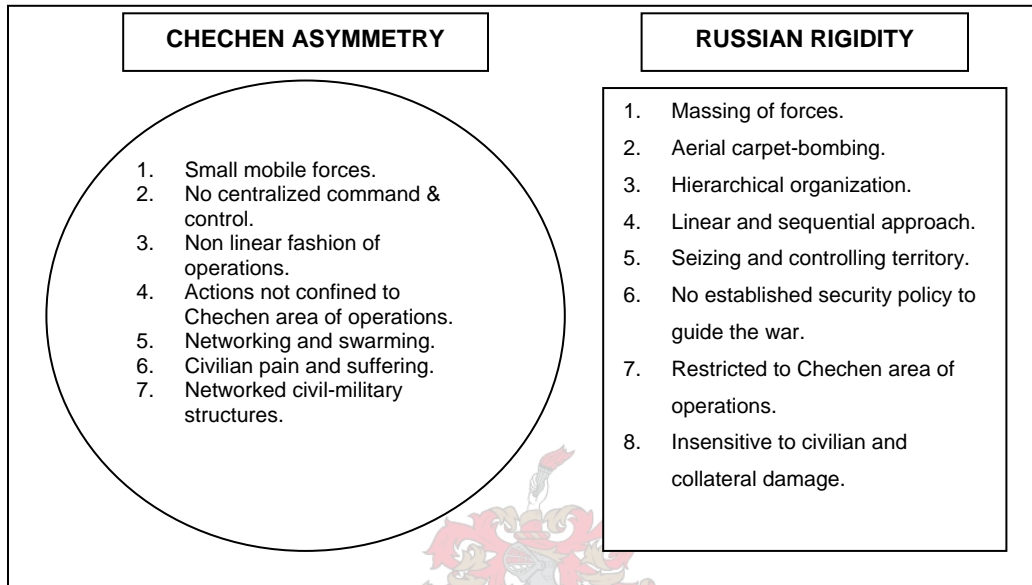 CHECHEN ASYMMETRY
1. Small mobile forces.
2. No centralized command &
control.
3. Non linear fashion of
operations.
4. Actions not confined to
Chechen area of operations.
5. Networking and swarming.
6. Civilian pain and suffering.
7. Networked civil-military
structures.
RUSSIAN RIGIDITY
1. Massing of forces.
2. Aerial carpet-bombing.
3. Hierarchical organization.
4. Linear and sequential approach.
5. Seizing and controlling territory.
6. No established security policy to
guide the war.
7. Restricted to Chechen area of
operations.
8. Insensitive to civilian and
collateral damage.